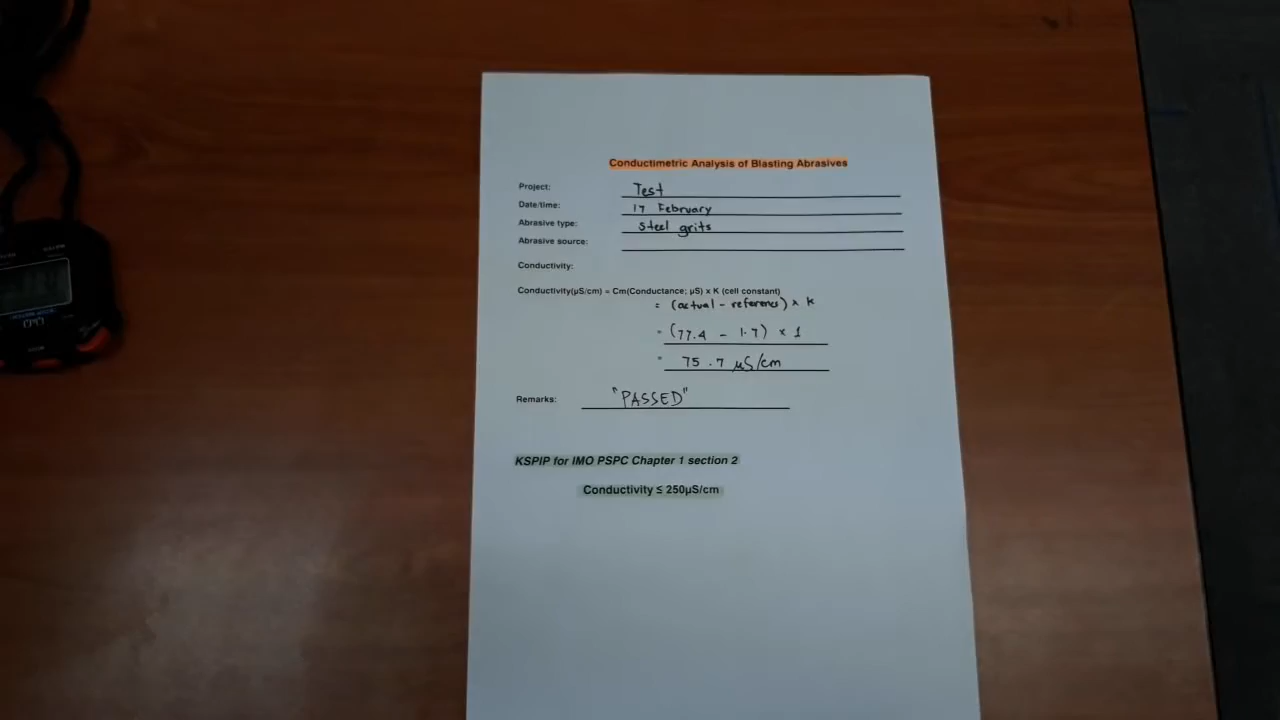 Conductimetric Analysis of Blasting Abrasives
Project: Test
Date/time: 17 February
Abrasive type: Steel grits
Abrasive source:
Conductivity:
Conductivity(µS/cm) = Cm(Conductance; µS) x K (cell constant)
= (actual - reference) x K
= (77.4 - 1.7) x 1
= 75.7 µS/cm
Remarks: "PASSED"
KSPIP for IMO PSPC Chapter 1 section 2
Conductivity ≤ 250µS/cm